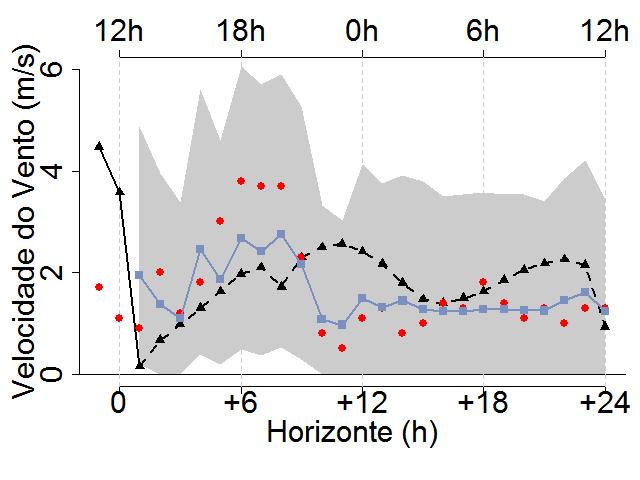 12h 18h 0h 6h 12h
Velocidade do Vento (m/s)
6
4
2
0
0 +6 +12 +18 +24
Horizonte (h)